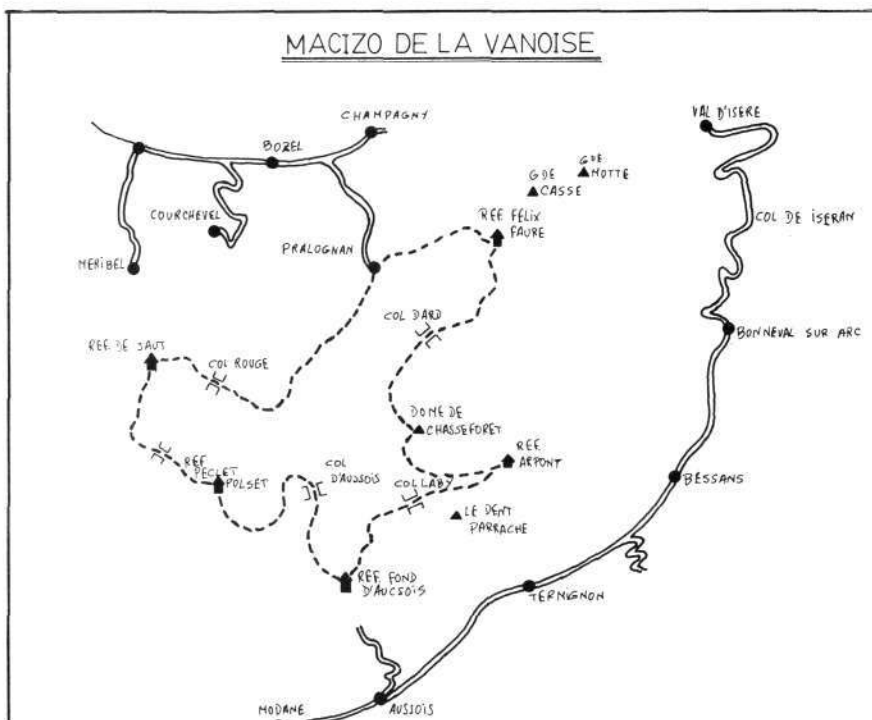 MACIZO DE LA VANOISE
CHAMPAGNY
VAL D'ISERE
BOZEL
GDE
MOTTE
GDE
CASSE
COURCHEVEL
REF. FÉLIX
FAURE
COL DE ISERAN
PRALOGNAN
MERIBEL
COL DARD
BONNEVAL SUR ARC
REF. DE SAUT
COL ROUGE
DOME DE
CHASSEFORET
REF.
ARPONT
REF.
PECLET
POLSET
COL
D'AUSSOIS
COL LABY
BESSANS
LE DENT
PARRACHE
REF. FOND
D'AUCSOIS
TERMIGNON
MODANE
AUSSOIS